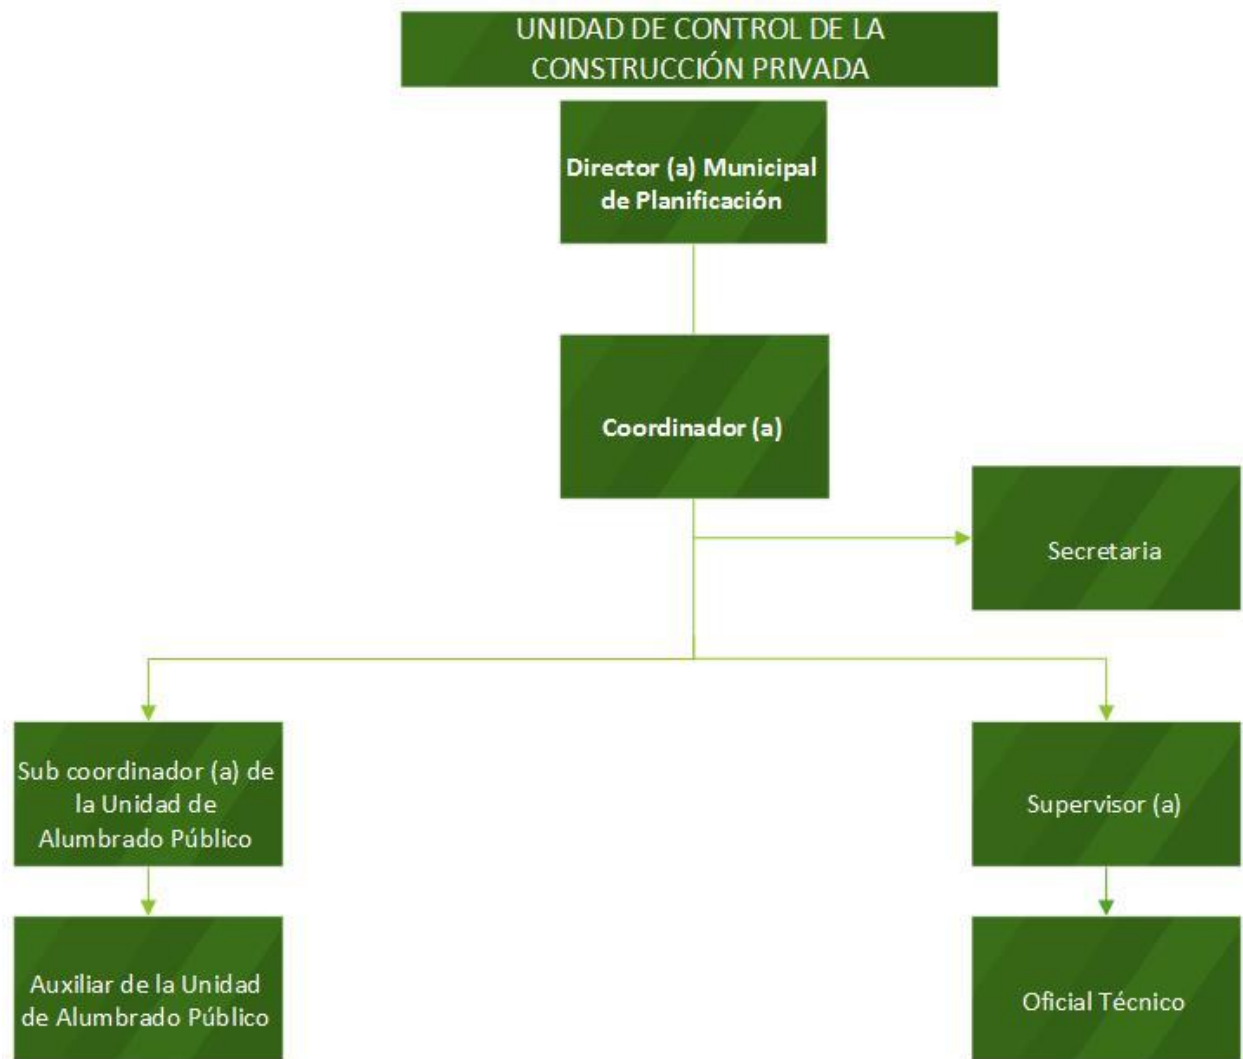 UNIDAD DE CONTROL DE LA
CONSTRUCCIÓN PRIVADA
Director (a) Municipal
de Planificación
Coordinador (a)
Secretaria
Sub coordinador (a) de
la Unidad de
Alumbrado Público
Supervisor (a)
Auxiliar de la Unidad
de Alumbrado Público
Oficial Técnico